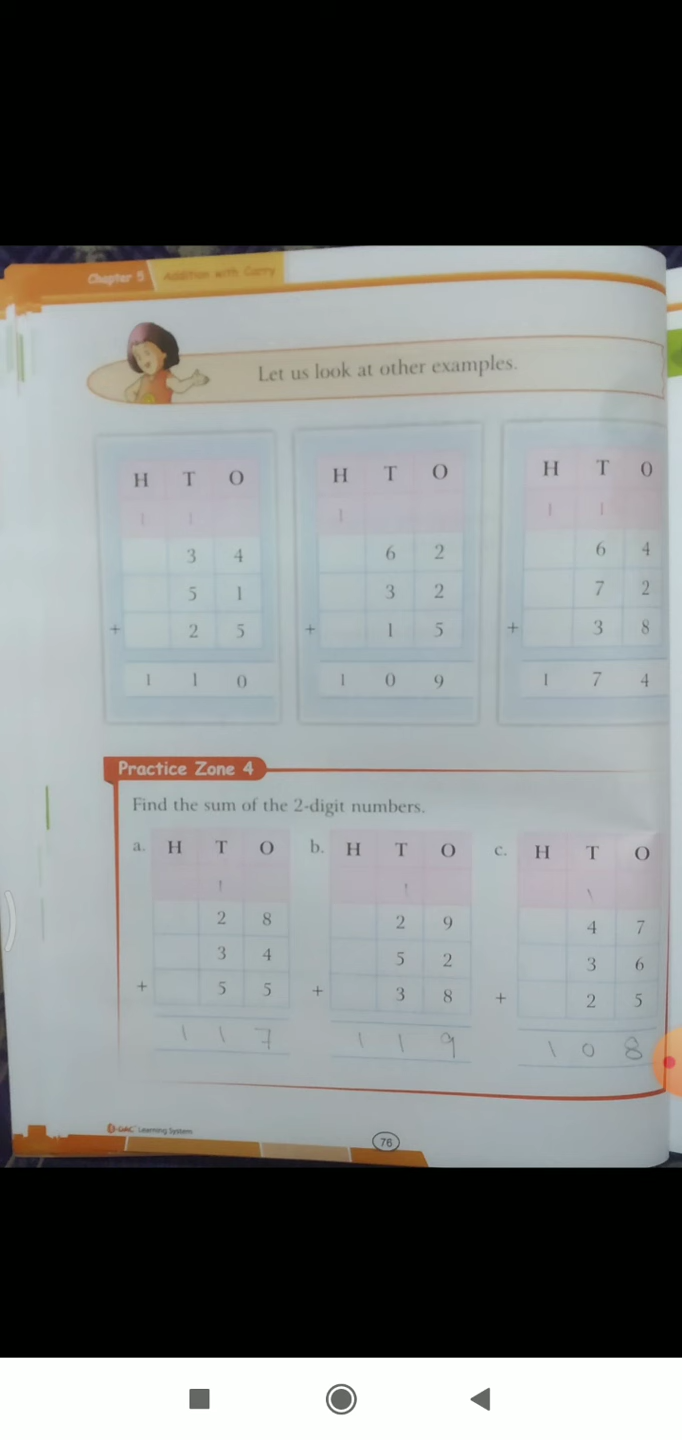 Chapter 5 Addition with Carry
Let us look at other examples.
H T O H T O H T O
1 1 1 1 1
3 4 6 2 6 4
5 1 3 2 7 2
+ 2 5 + 1 5 + 3 8
1 1 0 1 0 9 1 7 4
Practice Zone 4
Find the sum of the 2-digit numbers.
a. H T O b. H T O c. H T O
1 1 1
2 8 2 9 4 7
3 4 5 2 3 6
+ 5 5 + 3 8 + 2 5
1 1 7 1 1 9 1 0 8
GAC Learning System
76